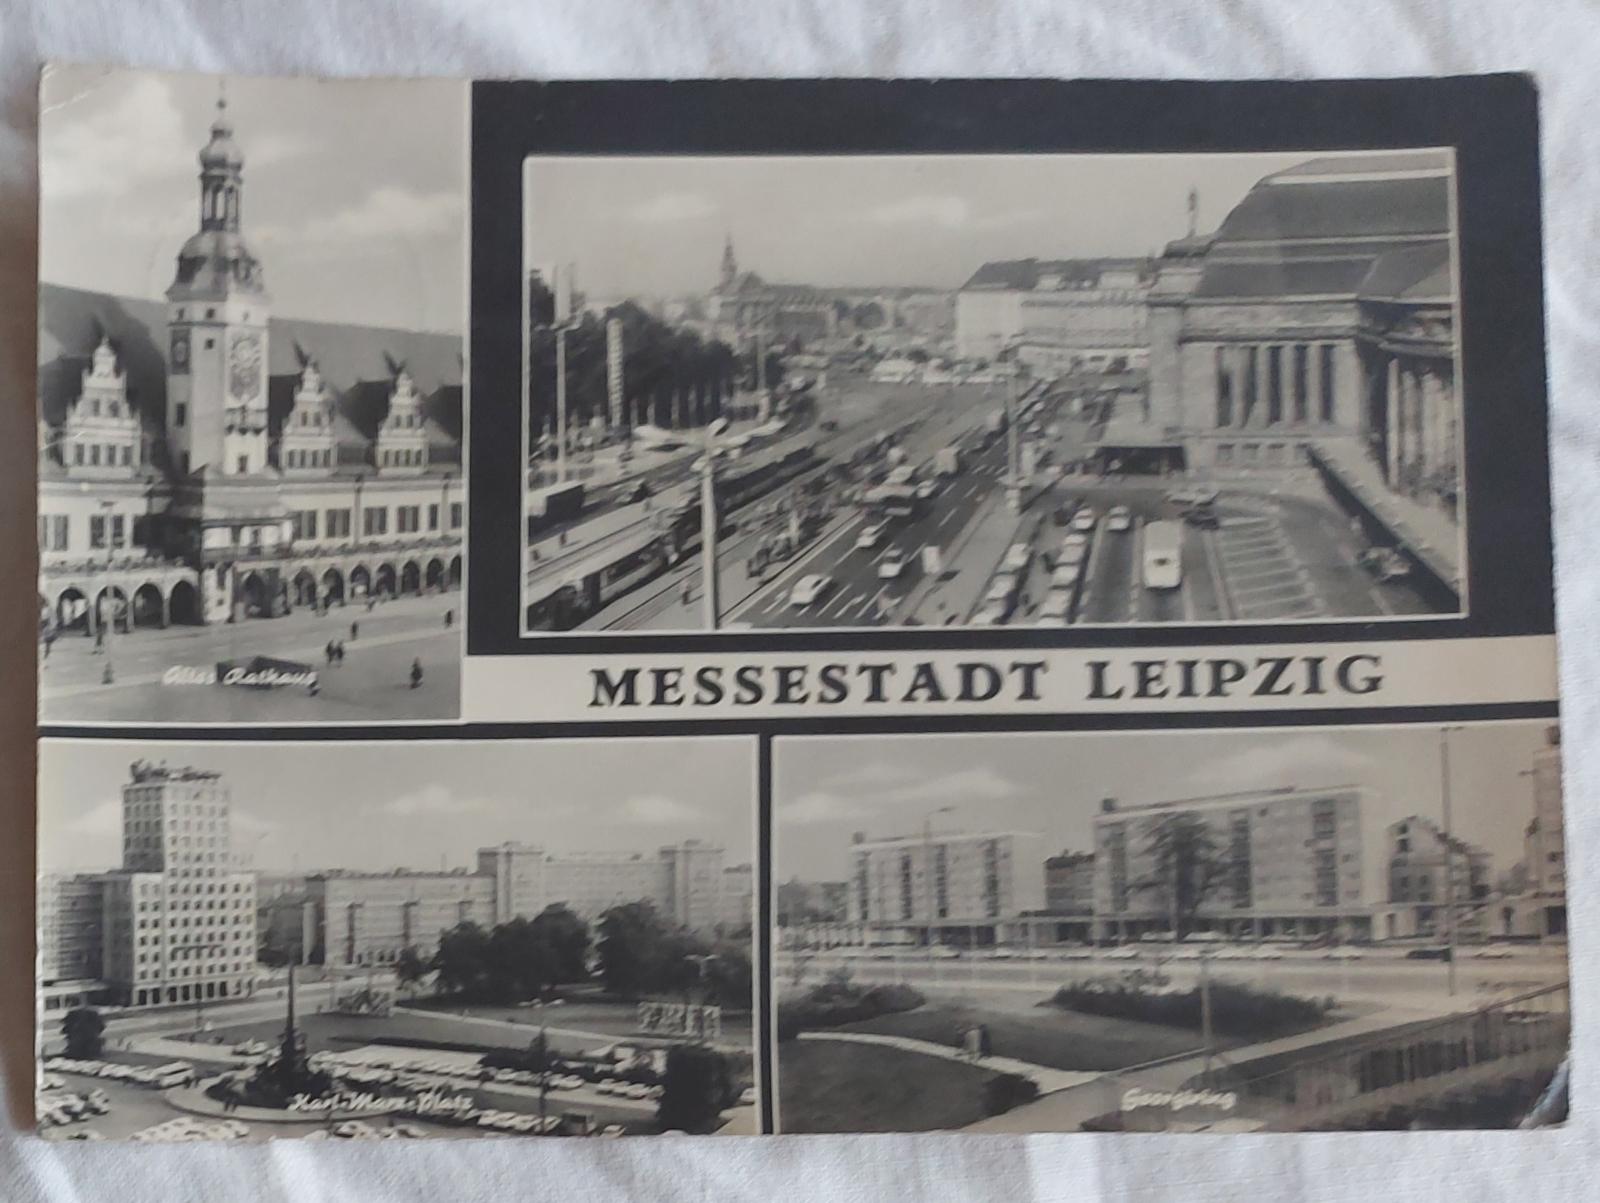 Altes Rathaus
MESSESTADT LEIPZIG
Karl-Marx-Platz
Georgiring